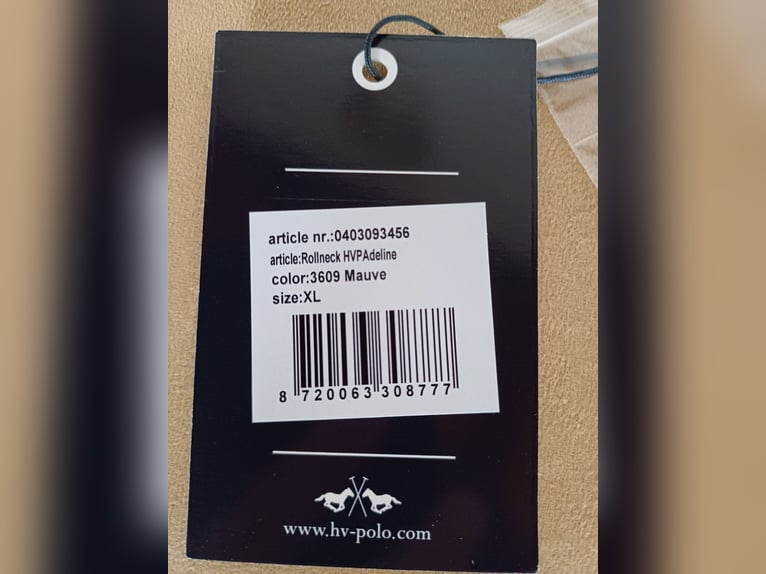 article nr.:0403093456
article:Rollneck HVPAdeline
color:3609 Mauve
size:XL
8 720063 308777
www.hv-polo.com